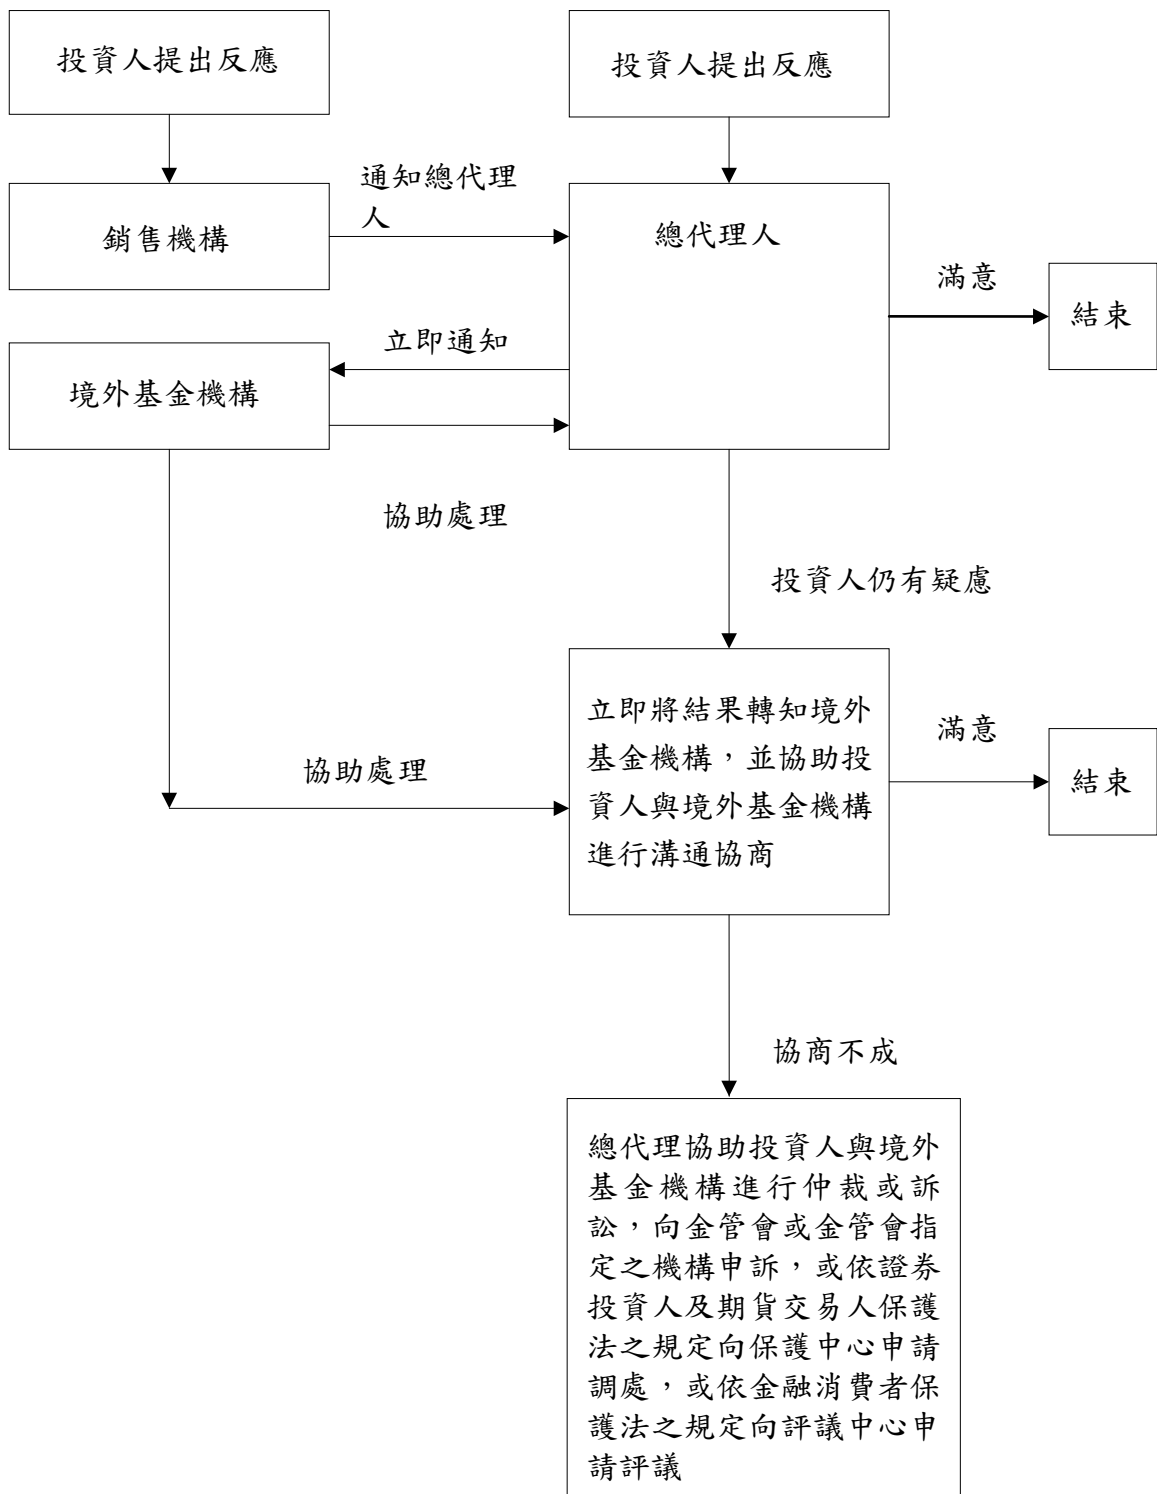 投資人提出反應
投資人提出反應
通知總代理
人
銷售機構
總代理人
滿意
結束
立即通知
境外基金機構
協助處理
投資人仍有疑慮
立即將結果轉知境外
基金機構，並協助投
資人與境外基金機構
進行溝通協商
滿意
結束
協助處理
協商不成
總代理協助投資人與境外
基金機構進行仲裁或訴
訟，向金管會或金管會指
定之機構申訴，或依證券
投資人及期貨交易人保護
法之規定向保護中心申請
調處，或依金融消費者保
護法之規定向評議中心申
請評議